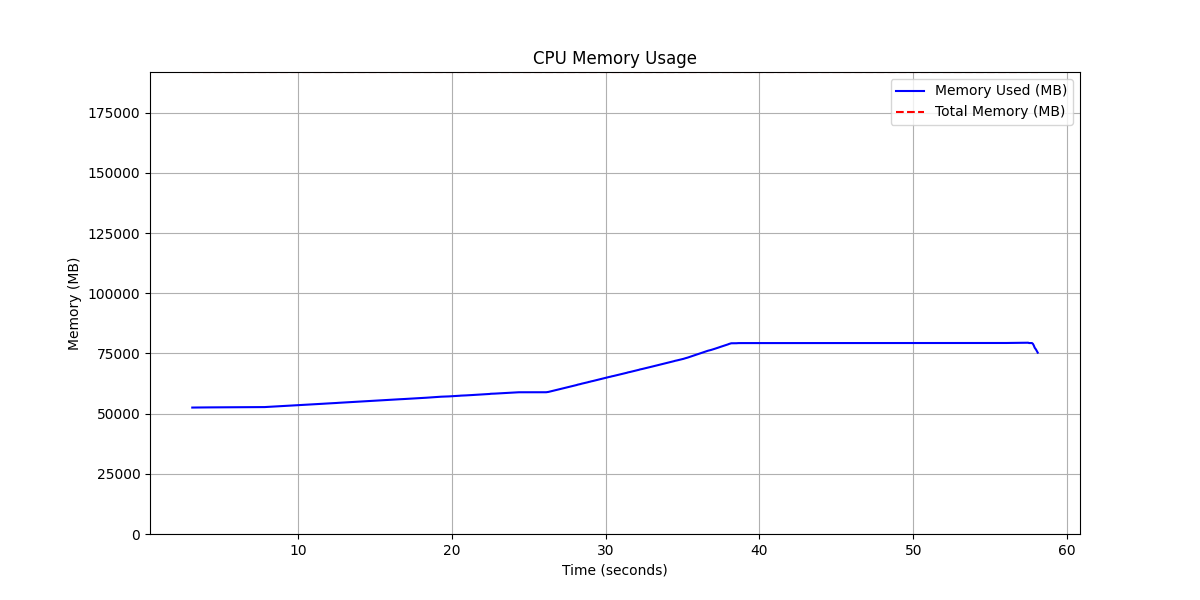 CPU Memory Usage
Memory Used (MB)
Total Memory (MB)
175000
150000
125000
100000
75000
50000
25000
0
Memory (MB)
10
20
30
40
50
60
Time (seconds)